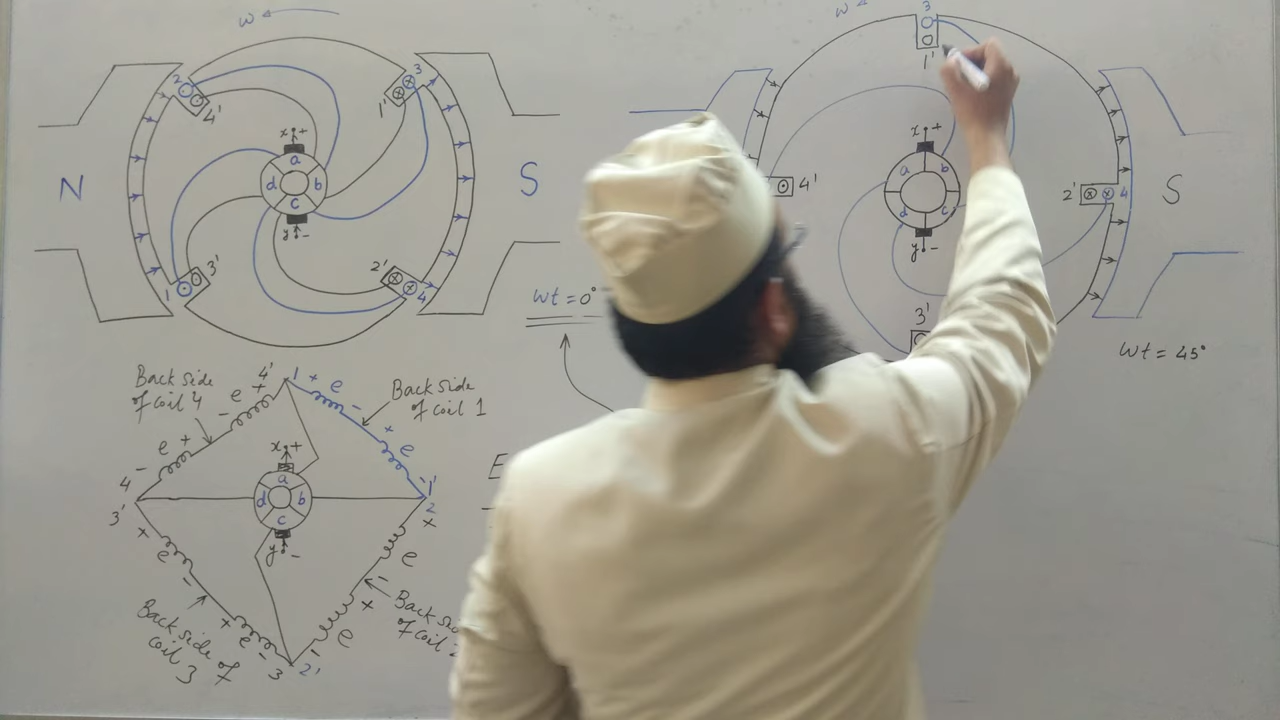 ω
N
S
2
4'
3
1'
1
3'
2'
4
x +
a
b
c
d
y -
ω
3
1'
4'
2'
4
3'
S
x +
a
b
c
d
y -
ωt = 0°
ωt = 45°
E
Back side
of coil 4
Back side
of coil 1
Back side of
coil 3
Back
of coil
4'
1
+ e -
+ e -
1'
2
+ e -
+ e -
2'
3
+ e -
+ e -
3'
4
- e +
- e +
x +
a
b
c
d
y -